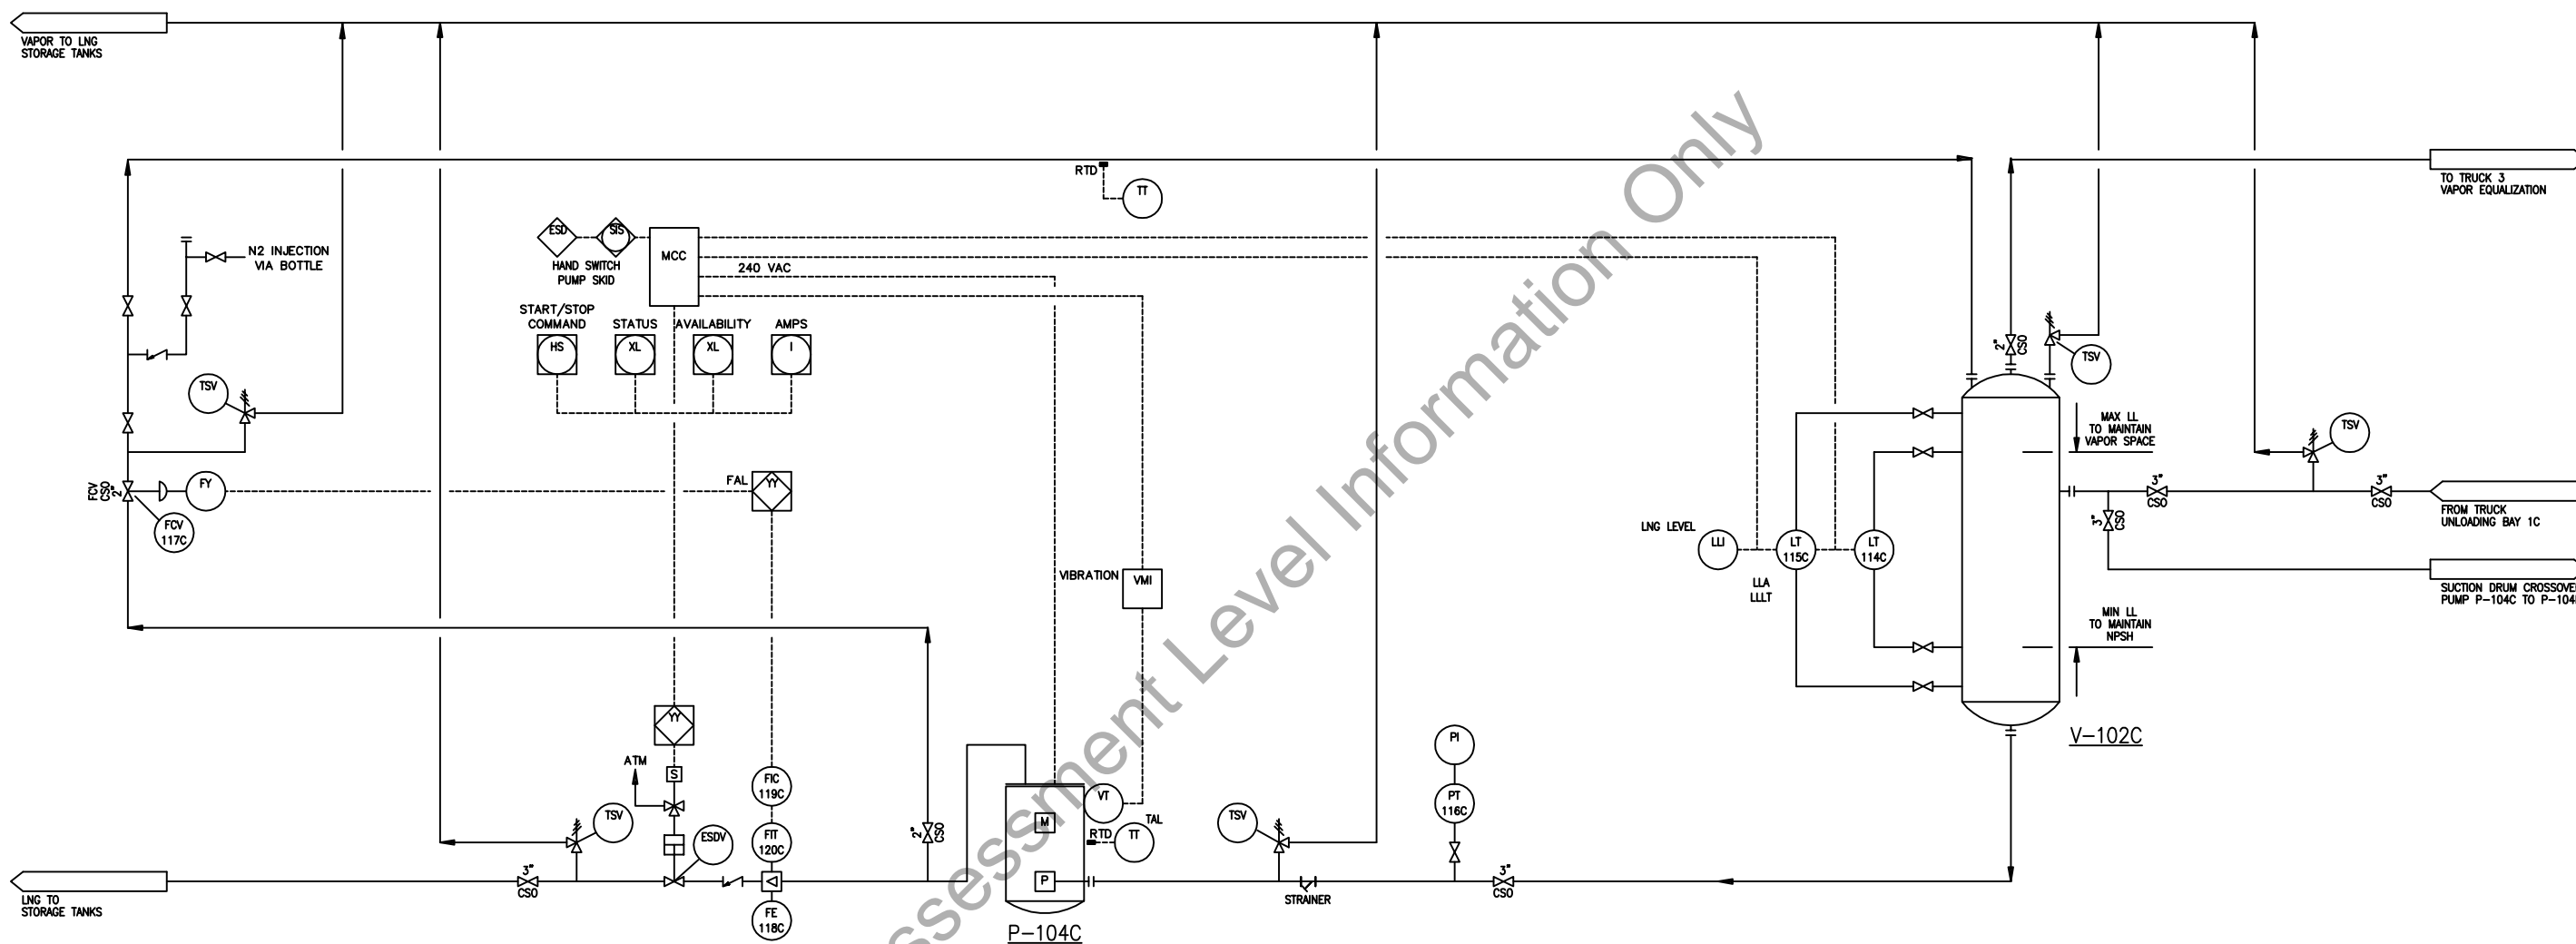 VAPOR TO LNG
STORAGE TANKS
RTD
TT
TO TRUCK 3
VAPOR EQUALIZATION
N2 INJECTION
VIA BOTTLE
ESD
SIS
HAND SWITCH
PUMP SKID
MCC
240 VAC
START/STOP
COMMAND
STATUS
AVAILABILITY
AMPS
HS
XL
XL
I
TSV
2"
CSO
TSV
MAX LL
TO MAINTAIN
VAPOR SPACE
TSV
FCV
CSO
2"
FY
FCV
117C
FAL
YY
3"
CSO
3"
CSO
FROM TRUCK
UNLOADING BAY 1C
3"
CSO
LNG LEVEL
LLI
LT
115C
LT
114C
LLA
LLLT
VIBRATION
VMI
SUCTION DRUM CROSSOVE
PUMP P-104C TO P-104
MIN LL
TO MAINTAIN
NPSH
V-102C
YY
ATM
S
FIC
119C
FIT
120C
FE
118C
TSV
ESDV
2"
CSO
3"
CSO
LNG TO
STORAGE TANKS
M
P
VT
RTD
TT
TAL
P-104C
TSV
STRAINER
PI
PT
116C
3"
CSO
ssessment Level Information Only